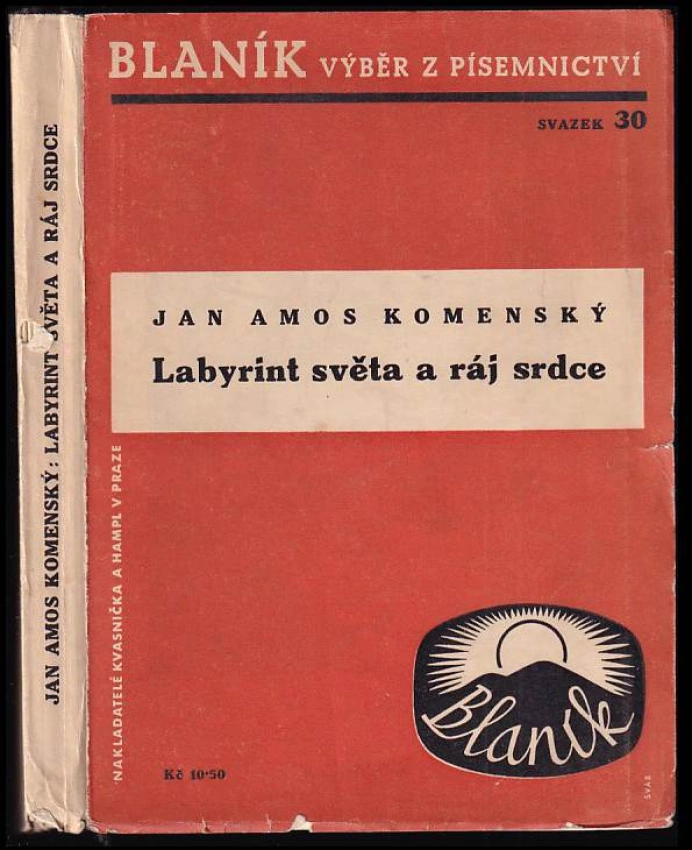 BLANÍK VÝBĚR Z PÍSEMNICTVÍ
SVAZEK 30
JAN AMOS KOMENSKÝ
Labyrint světa a ráj srdce
NAKLADATELÉ KVASNIČKA A HAMPL V PRAZE
Kč 10·50
Blaník
ŠVÁB
JAN AMOS KOMENSKÝ: LABYRINT SVĚTA A RÁJ SRDCE